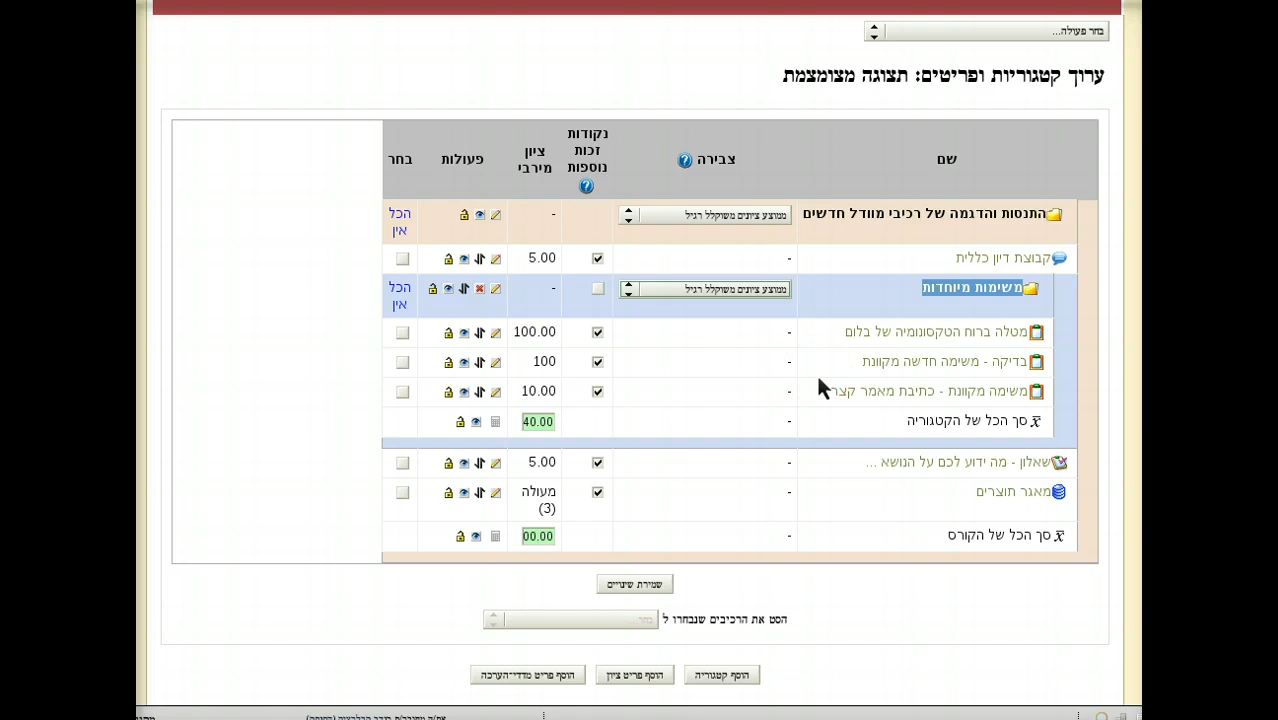 בחר פעולה...
ערוך קטגוריות ופריטים: תצוגה מצומצמת
שם צבירה נקודות זכות נוספות ציון מירבי פעולות בחר
התנסות והדגמה של רכיבי מוודל חדשים ממוצע ציונים משוקלל רגיל - הכל אין
קבוצת דיון כללית - 5.00
משימות מיוחדות ממוצע ציונים משוקלל רגיל - הכל אין
מטלה ברוח הטקסונומיה של בלום - 100.00
בדיקה - משימה חדשה מקוונת - 100
משימה מקוונת - כתיבת מאמר קצר - 10.00
סך הכל של הקטגוריה - 40.00
שאלון - מה ידוע לכם על הנושא ... - 5.00
מאגר תוצרים - מעולה (3)
סך הכל של הקורס - 00.00
שמירת שינויים
הסט את הרכיבים שנבחרו ל בחר...
הוסף קטגוריה הוסף פריט ציון הוסף פריט מדדי־הערכה